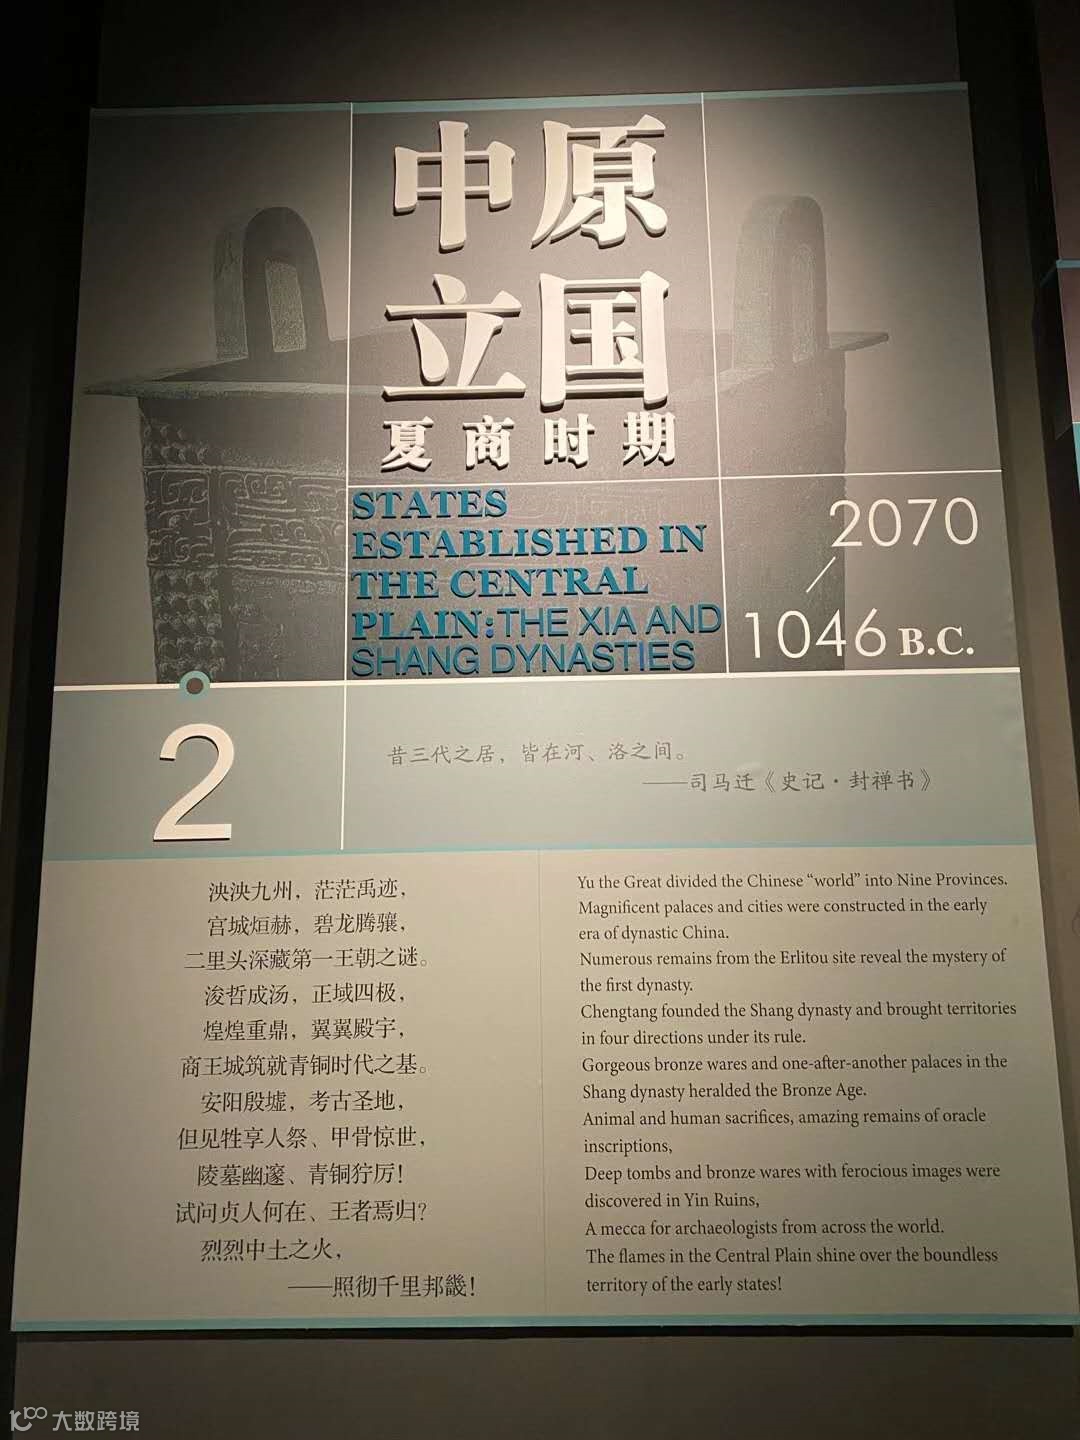 中原
立国
夏商时期
STATES
ESTABLISHED IN
THE CENTRAL
PLAIN: THE XIA AND
SHANG DYNASTIES
2070
/
1046 B.C.
2
昔三代之居，皆在河、洛之间。
——司马迁《史记·封禅书》
泱泱九州，茫茫禹迹，
宫城烜赫，碧龙腾骧，
二里头深藏第一王朝之谜。
浚哲成汤，正域四极，
煌煌重鼎，翼翼殿宇，
商王城筑就青铜时代之基。
安阳殷墟，考古圣地，
但见牲享人祭、甲骨惊世，
陵墓幽邃、青铜狞厉！
试问贞人何在、王者焉归？
烈烈中土之火，
——照彻千里邦畿！
Yu the Great divided the Chinese “world” into Nine Provinces.
Magnificent palaces and cities were constructed in the early
era of dynastic China.
Numerous remains from the Erlitou site reveal the mystery of
the first dynasty.
Chengtang founded the Shang dynasty and brought territories
in four directions under its rule.
Gorgeous bronze wares and one-after-another palaces in the
Shang dynasty heralded the Bronze Age.
Animal and human sacrifices, amazing remains of oracle
inscriptions,
Deep tombs and bronze wares with ferocious images were
discovered in Yin Ruins,
A mecca for archaeologists from across the world.
The flames in the Central Plain shine over the boundless
territory of the early states!
大数跨境